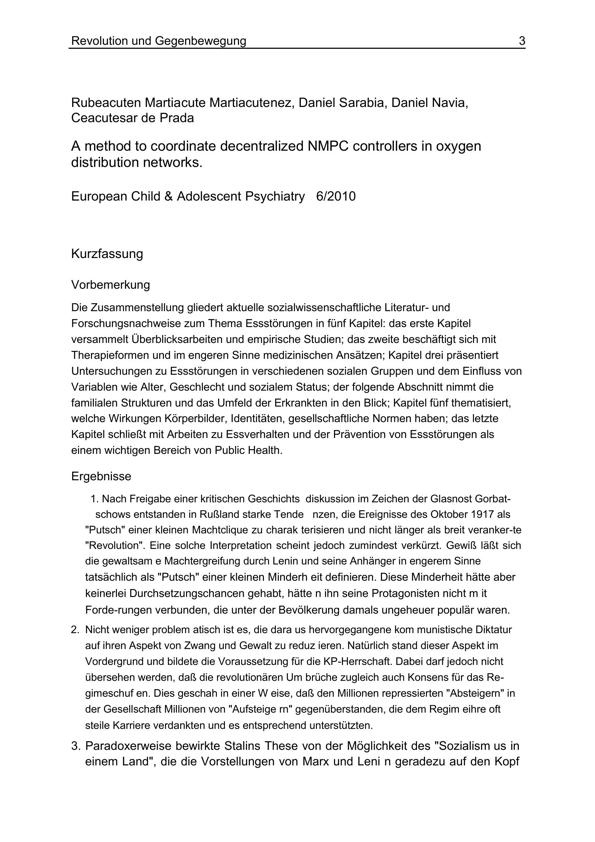 Revolution und Gegenbewegung 3
Rubeacuten Martiacute Martiacutenez, Daniel Sarabia, Daniel Navia,
Ceacutesar de Prada
A method to coordinate decentralized NMPC controllers in oxygen
distribution networks.
European Child & Adolescent Psychiatry 6/2010
Kurzfassung
Vorbemerkung
Die Zusammenstellung gliedert aktuelle sozialwissenschaftliche Literatur- und
Forschungsnachweise zum Thema Essstörungen in fünf Kapitel: das erste Kapitel
versammelt Überblicksarbeiten und empirische Studien; das zweite beschäftigt sich mit
Therapieformen und im engeren Sinne medizinischen Ansätzen; Kapitel drei präsentiert
Untersuchungen zu Essstörungen in verschiedenen sozialen Gruppen und dem Einfluss von
Variablen wie Alter, Geschlecht und sozialem Status; der folgende Abschnitt nimmt die
familialen Strukturen und das Umfeld der Erkrankten in den Blick; Kapitel fünf thematisiert,
welche Wirkungen Körperbilder, Identitäten, gesellschaftliche Normen haben; das letzte
Kapitel schließt mit Arbeiten zu Essverhalten und der Prävention von Essstörungen als
einem wichtigen Bereich von Public Health.
Ergebnisse
1. Nach Freigabe einer kritischen Geschichts diskussion im Zeichen der Glasnost Gorbat-
schows entstanden in Rußland starke Tende nzen, die Ereignisse des Oktober 1917 als
"Putsch" einer kleinen Machtclique zu charak terisieren und nicht länger als breit veranker-te
"Revolution". Eine solche Interpretation scheint jedoch zumindest verkürzt. Gewiß läßt sich
die gewaltsam e Machtergreifung durch Lenin und seine Anhänger in engerem Sinne
tatsächlich als "Putsch" einer kleinen Minderh eit definieren. Diese Minderheit hätte aber
keinerlei Durchsetzungschancen gehabt, hätte n ihn seine Protagonisten nicht m it
Forde-rungen verbunden, die unter der Bevölkerung damals ungeheuer populär waren.
2. Nicht weniger problem atisch ist es, die dara us hervorgegangene kom munistische Diktatur
auf ihren Aspekt von Zwang und Gewalt zu reduz ieren. Natürlich stand dieser Aspekt im
Vordergrund und bildete die Voraussetzung für die KP-Herrschaft. Dabei darf jedoch nicht
übersehen werden, daß die revolutionären Um brüche zugleich auch Konsens für das Re-
gimeschuf en. Dies geschah in einer W eise, daß den Millionen repressierten "Absteigern" in
der Gesellschaft Millionen von "Aufsteige rn" gegenüberstanden, die dem Regim eihre oft
steile Karriere verdankten und es entsprechend unterstützten.
3. Paradoxerweise bewirkte Stalins These von der Möglichkeit des "Sozialism us in
einem Land", die die Vorstellungen von Marx und Leni n geradezu auf den Kopf